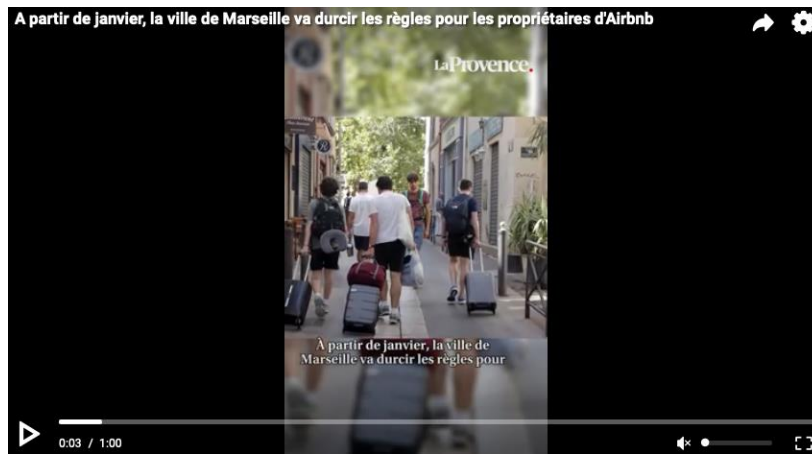 A partir de janvier, la ville de Marseille va durcir les règles pour les propriétaires d'Airbnb
LaProvence.
À partir de janvier, la ville de
Marseille va durcir les règles pour
0:03 / 1:00